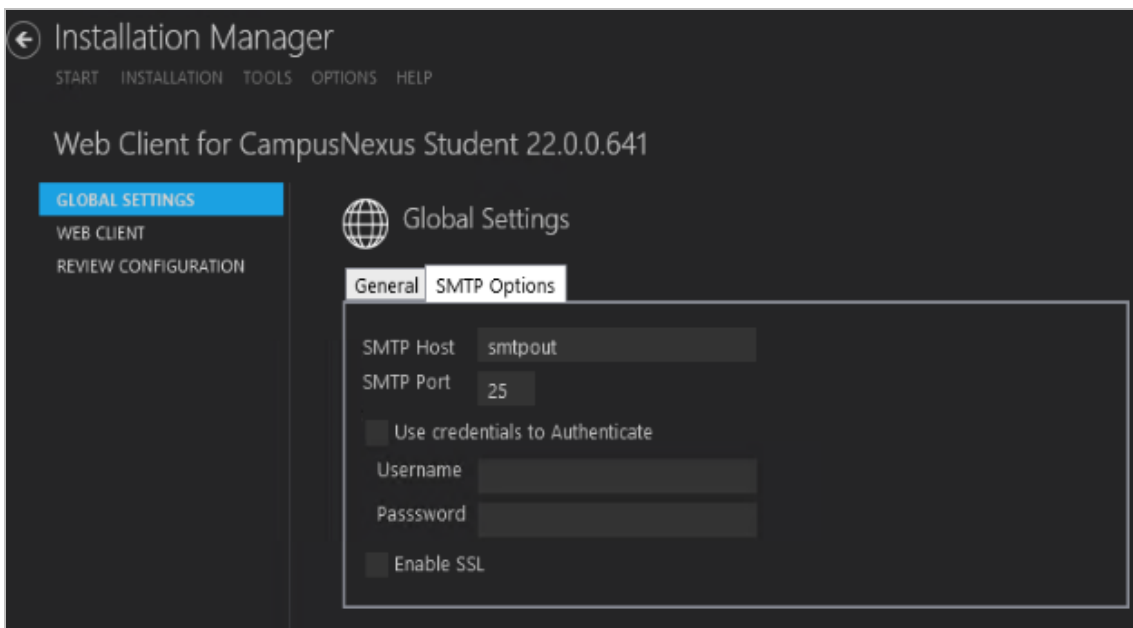 Installation Manager
START INSTALLATION TOOLS OPTIONS HELP
Web Client for CampusNexus Student 22.0.0.641
GLOBAL SETTINGS
WEB CLIENT
REVIEW CONFIGURATION
Global Settings
General SMTP Options
SMTP Host smtpout
SMTP Port 25
Use credentials to Authenticate
Username
Passsword
Enable SSL